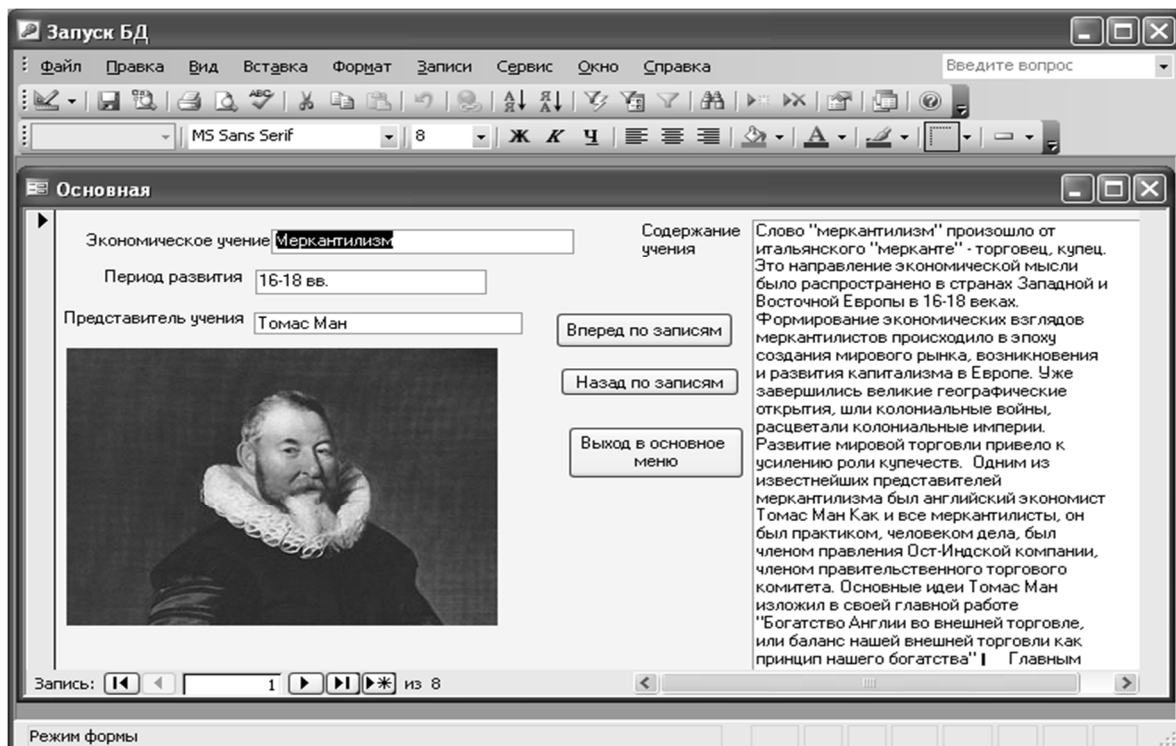 Запуск БД
Файл Правка Вид Вставка Формат Записи Сервис Окно Справка Введите вопрос
MS Sans Serif 8 Ж К Ч
Основная
Экономическое учение Меркантилизм
Период развития 16-18 вв.
Представитель учения Томас Ман
Вперед по записям
Назад по записям
Выход в основное
меню
Содержание
учения
Слово "меркантилизм" произошло от
итальянского "мерканте" - торговец, купец.
Это направление экономической мысли
было распространено в странах Западной и
Восточной Европы в 16-18 веках.
Формирование экономических взглядов
меркантилистов происходило в эпоху
создания мирового рынка, возникновения
и развития капитализма в Европе. Уже
завершились великие географические
открытия, шли колониальные войны,
расцветали колониальные империи.
Развитие мировой торговли привело к
усилению роли купечеств. Одним из
известнейших представителей
меркантилизма был английский экономист
Томас Ман Как и все меркантилисты, он
был практиком, человеком дела, был
членом правления Ост-Индской компании,
членом правительственного торгового
комитета. Основные идеи Томас Ман
изложил в своей главной работе
"Богатство Англии во внешней торговле,
или баланс нашей внешней торговли как
принцип нашего богатства" Главным
Запись: 1 из 8
Режим формы